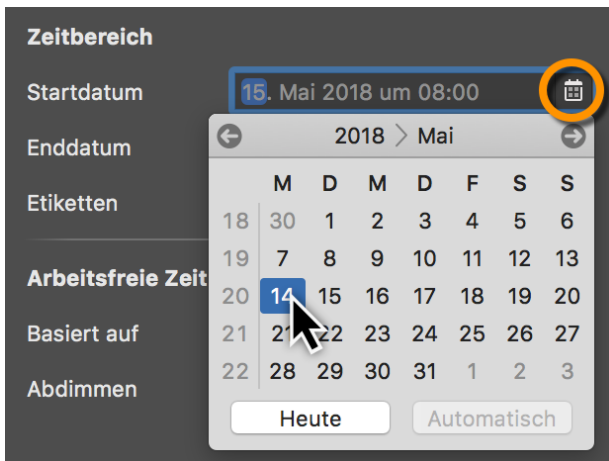 Zeitbereich
Startdatum 15. Mai 2018 um 08:00
Enddatum
2018 Mai
Etiketten
M D M D F S S
18 30 1 2 3 4 5 6
19 7 8 9 10 11 12 13
Arbeitsfreie Zeit
20 14 15 16 17 18 19 20
Basiert auf
21 21 22 23 24 25 26 27
Abdimmen
22 28 29 30 31 1 2 3
Heute Automatisch